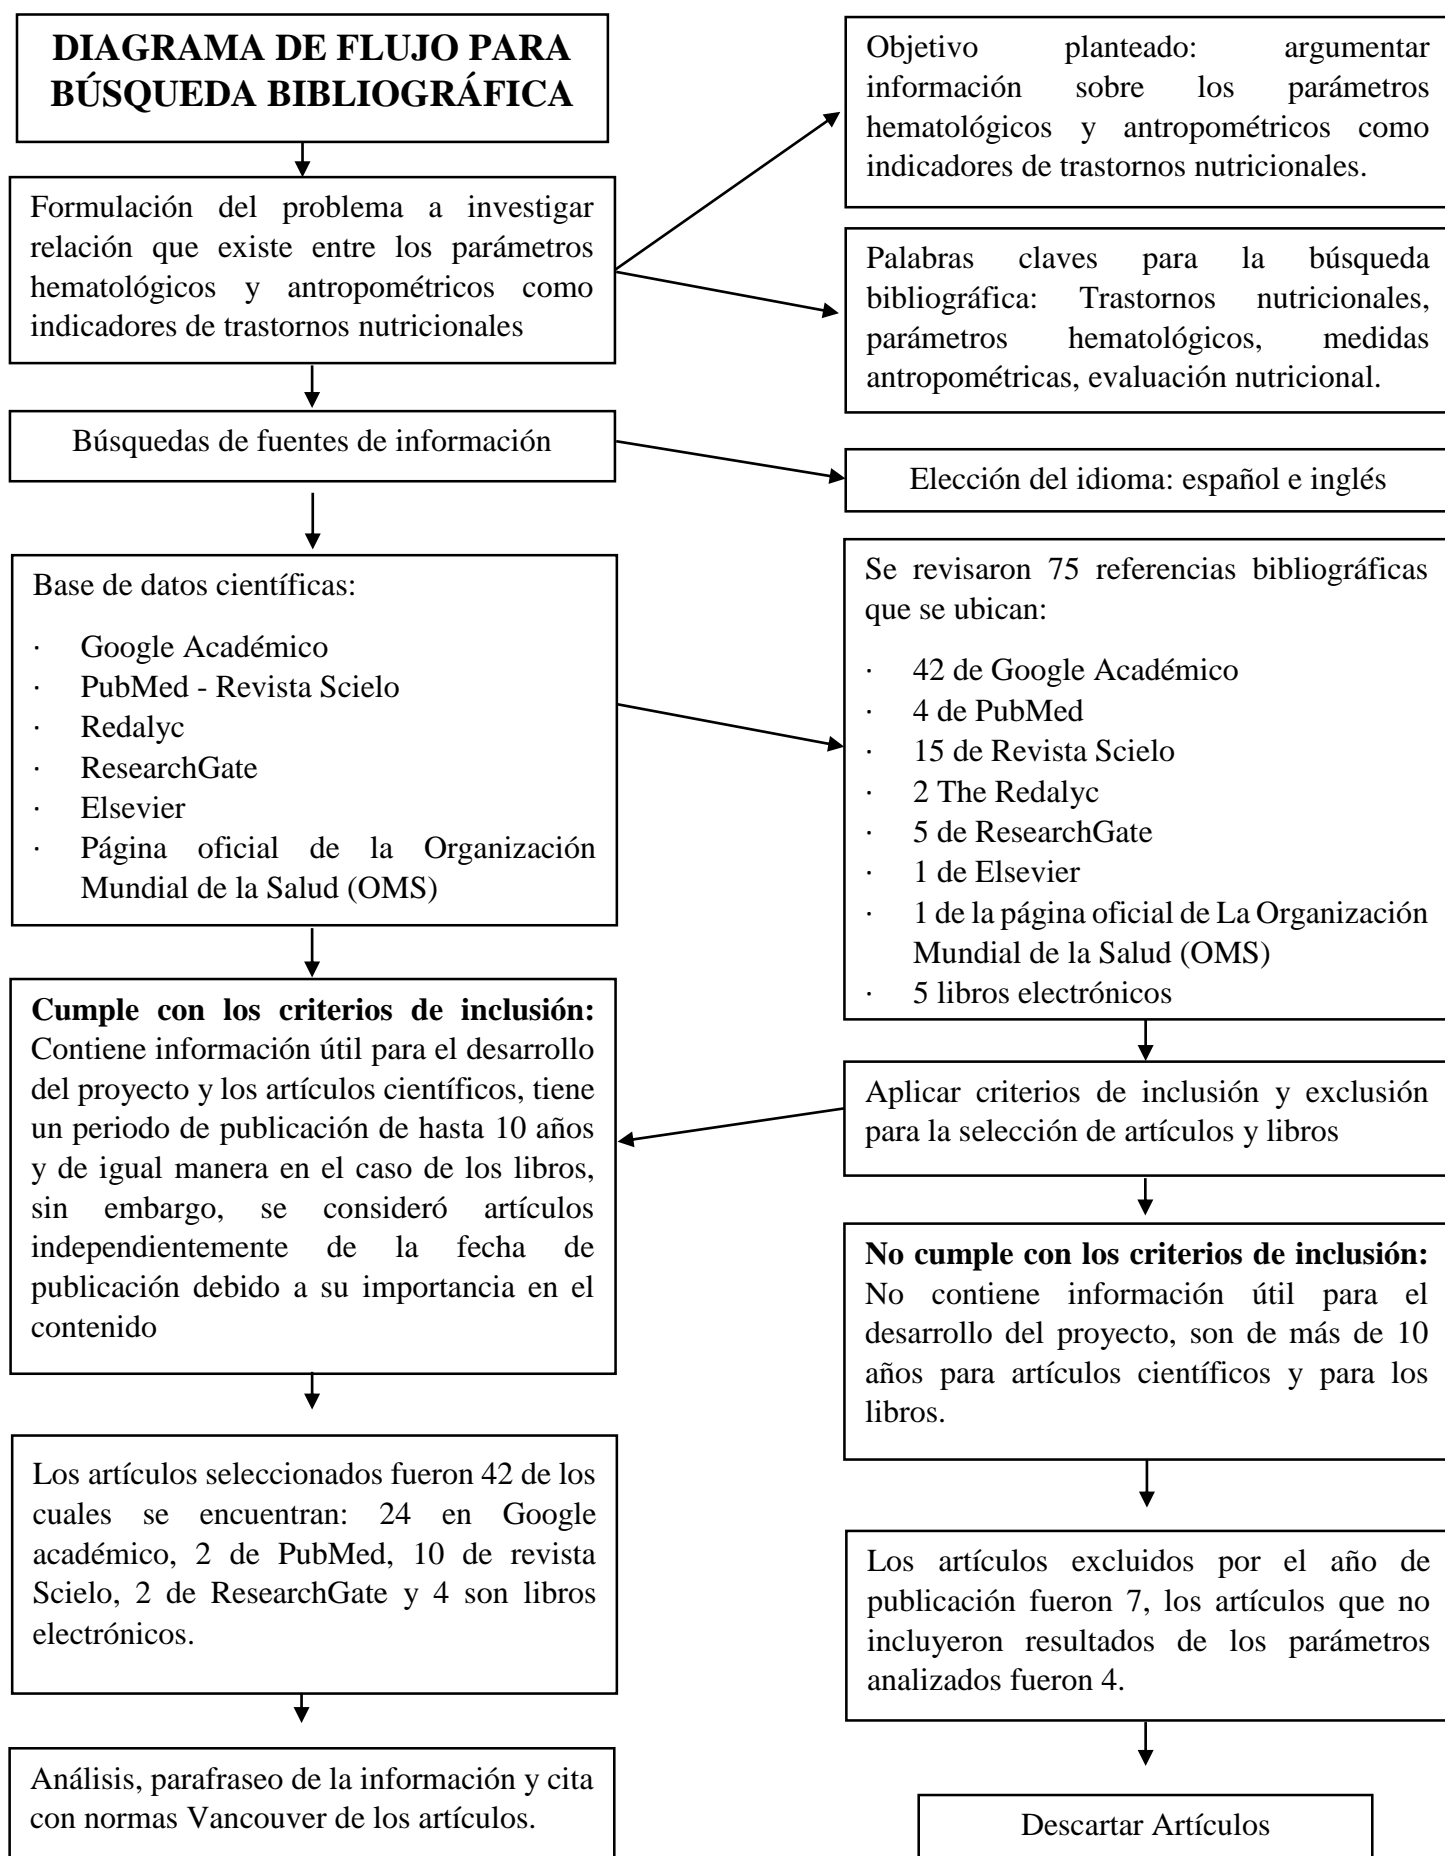 DIAGRAMA DE FLUJO PARA
BÚSQUEDA BIBLIOGRÁFICA
Objetivo planteado: argumentar
información sobre los parámetros
hematológicos y antropométricos como
indicadores de trastornos nutricionales.
Formulación del problema a investigar
relación que existe entre los parámetros
hematológicos y antropométricos como
indicadores de trastornos nutricionales
Palabras claves para la búsqueda
bibliográfica: Trastornos nutricionales,
parámetros hematológicos, medidas
antropométricas, evaluación nutricional.
Búsquedas de fuentes de información
Elección del idioma: español e inglés
Base de datos científicas:
· Google Académico
· PubMed - Revista Scielo
· Redalyc
· ResearchGate
· Elsevier
· Página oficial de la Organización
Mundial de la Salud (OMS)
Se revisaron 75 referencias bibliográficas
que se ubican:
· 42 de Google Académico
· 4 de PubMed
· 15 de Revista Scielo
· 2 The Redalyc
· 5 de ResearchGate
· 1 de Elsevier
· 1 de la página oficial de La Organización
Mundial de la Salud (OMS)
· 5 libros electrónicos
Aplicar criterios de inclusión y exclusión
para la selección de artículos y libros
Cumple con los criterios de inclusión:
Contiene información útil para el desarrollo
del proyecto y los artículos científicos, tiene
un periodo de publicación de hasta 10 años
y de igual manera en el caso de los libros,
sin embargo, se consideró artículos
independientemente de la fecha de
publicación debido a su importancia en el
contenido
No cumple con los criterios de inclusión:
No contiene información útil para el
desarrollo del proyecto, son de más de 10
años para artículos científicos y para los
libros.
Los artículos seleccionados fueron 42 de los
cuales se encuentran: 24 en Google
académico, 2 de PubMed, 10 de revista
Scielo, 2 de ResearchGate y 4 son libros
electrónicos.
Los artículos excluidos por el año de
publicación fueron 7, los artículos que no
incluyeron resultados de los parámetros
analizados fueron 4.
Análisis, parafraseo de la información y cita
con normas Vancouver de los artículos.
Descartar Artículos